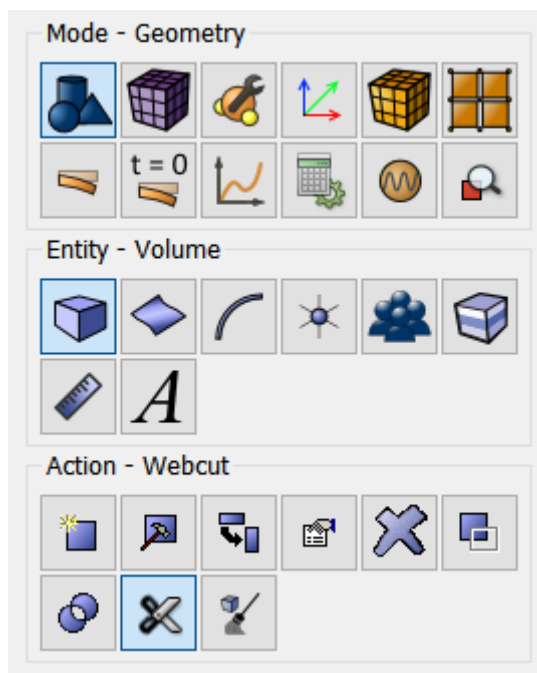 Mode - Geometry
t = 0
Entity - Volume
A
Action - Webcut